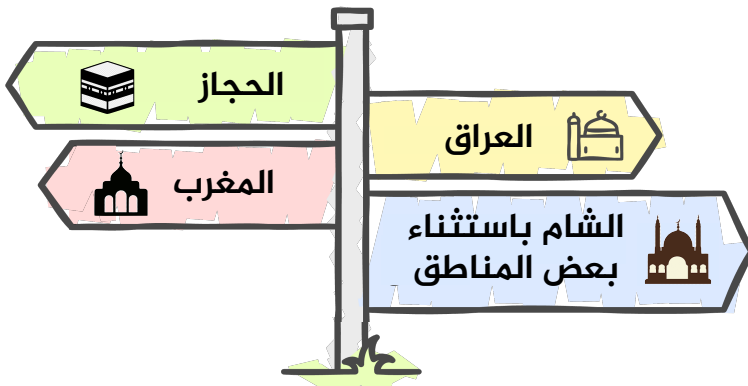 الحجاز
العراق
المغرب
الشام باستثناء
بعض المناطق